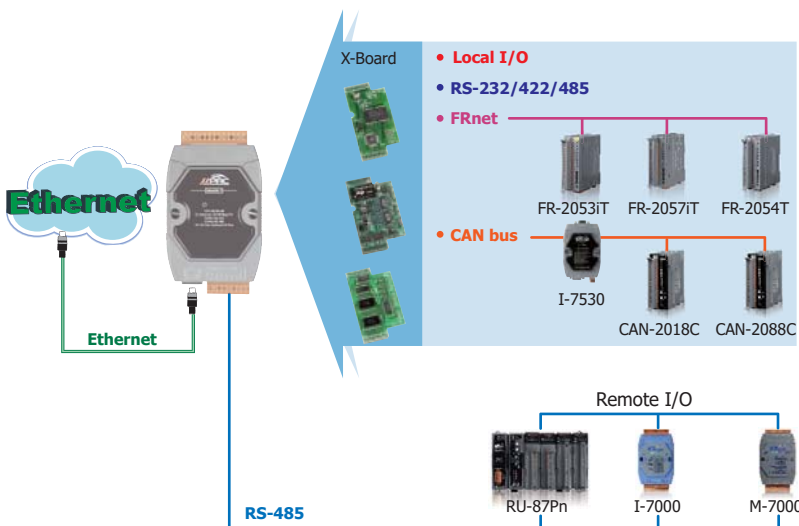 X-Board
• Local I/O
• RS-232/422/485
• FRnet
FR-2053iT
FR-2057iT
FR-2054T
• CAN bus
I-7530
CAN-2018C
CAN-2088C
Ethernet
Ethernet
Remote I/O
RU-87Pn
I-7000
M-7000
RS-485